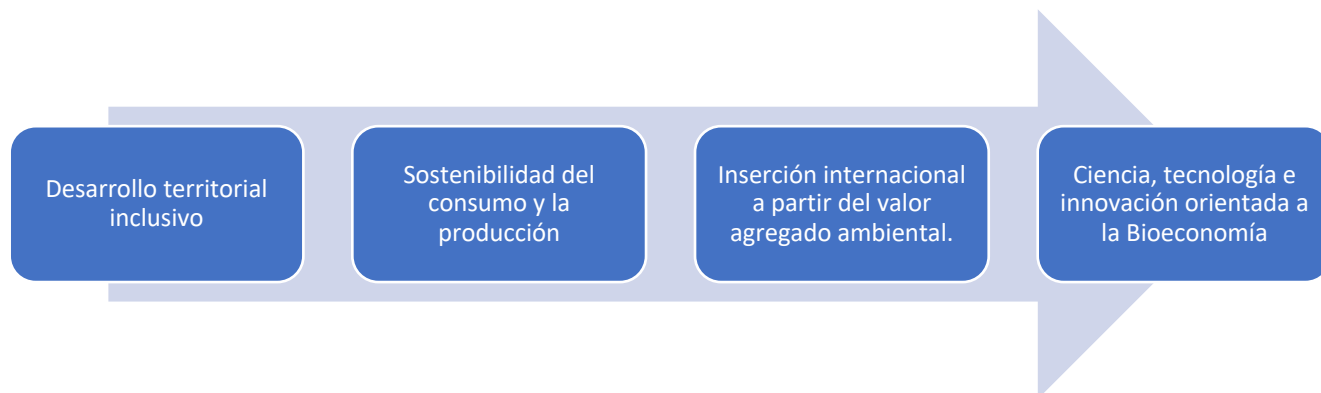 Desarrollo territorial
inclusivo
Sostenibilidad del
consumo y la
producción
Inserción internacional
a partir del valor
agregado ambiental.
Ciencia, tecnología e
innovación orientada a
la Bioeconomía